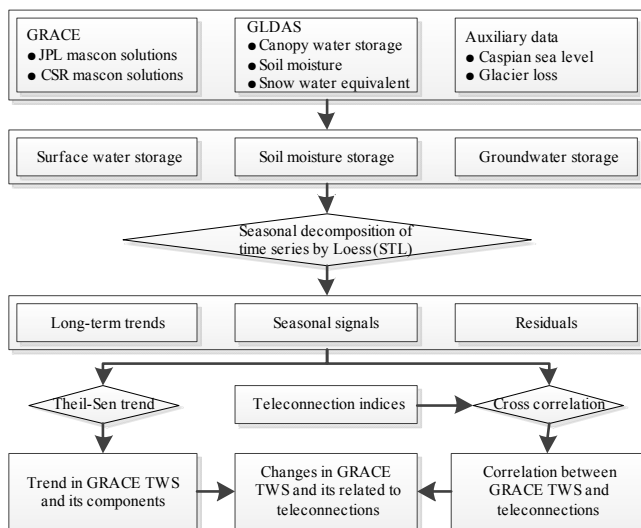 GRACE
● JPL mascon solutions
● CSR mascon solutions
GLDAS
● Canopy water storage
● Soil moisture
● Snow water equivalent
Auxiliary data
● Caspian sea level
● Glacier loss
Surface water storage
Soil moisture storage
Groundwater storage
Seasonal decomposition of
time series by Loess(STL)
Long-term trends
Seasonal signals
Residuals
Theil-Sen trend
Teleconnection indices
Cross correlation
Trend in GRACE TWS
and its components
Changes in GRACE
TWS and its related to
teleconnections
Correlation between
GRACE TWS and
teleconnections